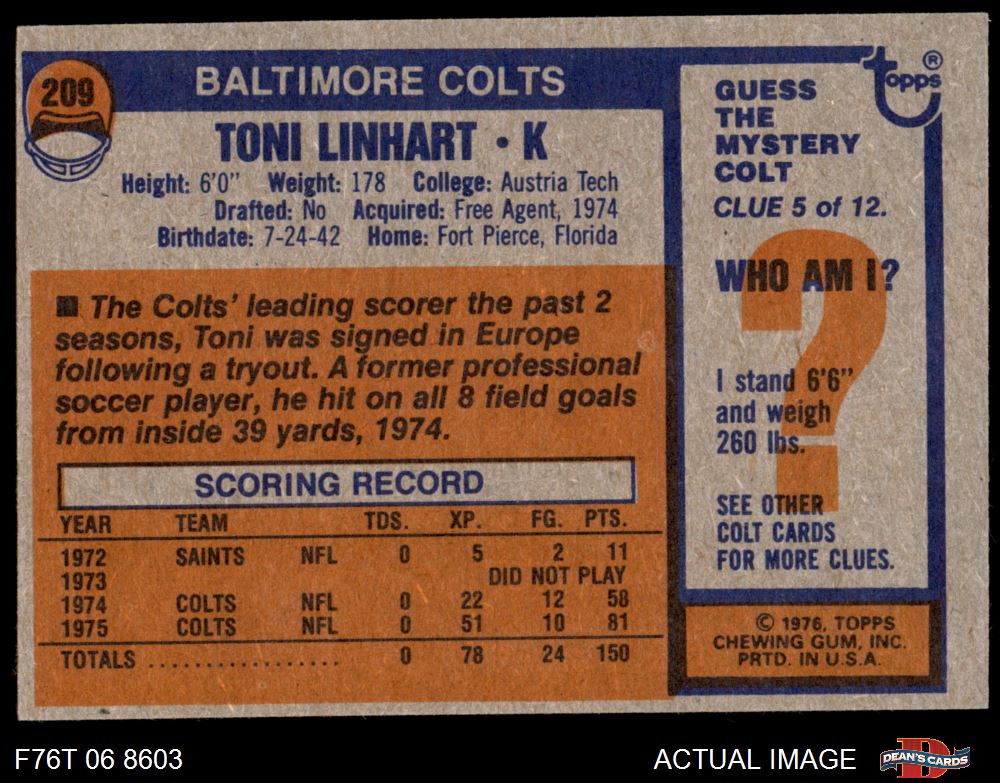 209
BALTIMORE COLTS
TONI LINHART • K
Height: 6'0" Weight: 178 College: Austria Tech
Drafted: No Acquired: Free Agent, 1974
Birthdate: 7-24-42 Home: Fort Pierce, Florida
■ The Colts' leading scorer the past 2
seasons, Toni was signed in Europe
following a tryout. A former professional
soccer player, he hit on all 8 field goals
from inside 39 yards, 1974.
SCORING RECORD
YEAR TEAM TDS. XP. FG. PTS.
1972 SAINTS NFL 0 5 2 11
1973 DID NOT PLAY
1974 COLTS NFL 0 22 12 58
1975 COLTS NFL 0 51 10 81
TOTALS .................. 0 78 24 150
topps®
GUESS
THE
MYSTERY
COLT
CLUE 5 of 12.
WHO AM I?
?
I stand 6'6"
and weigh
260 lbs.
SEE OTHER
COLT CARDS
FOR MORE CLUES.
© 1976, TOPPS
CHEWING GUM, INC.
PRTD. IN U.S.A.
F76T 06 8603
ACTUAL IMAGE
D
DEAN'S CARDS